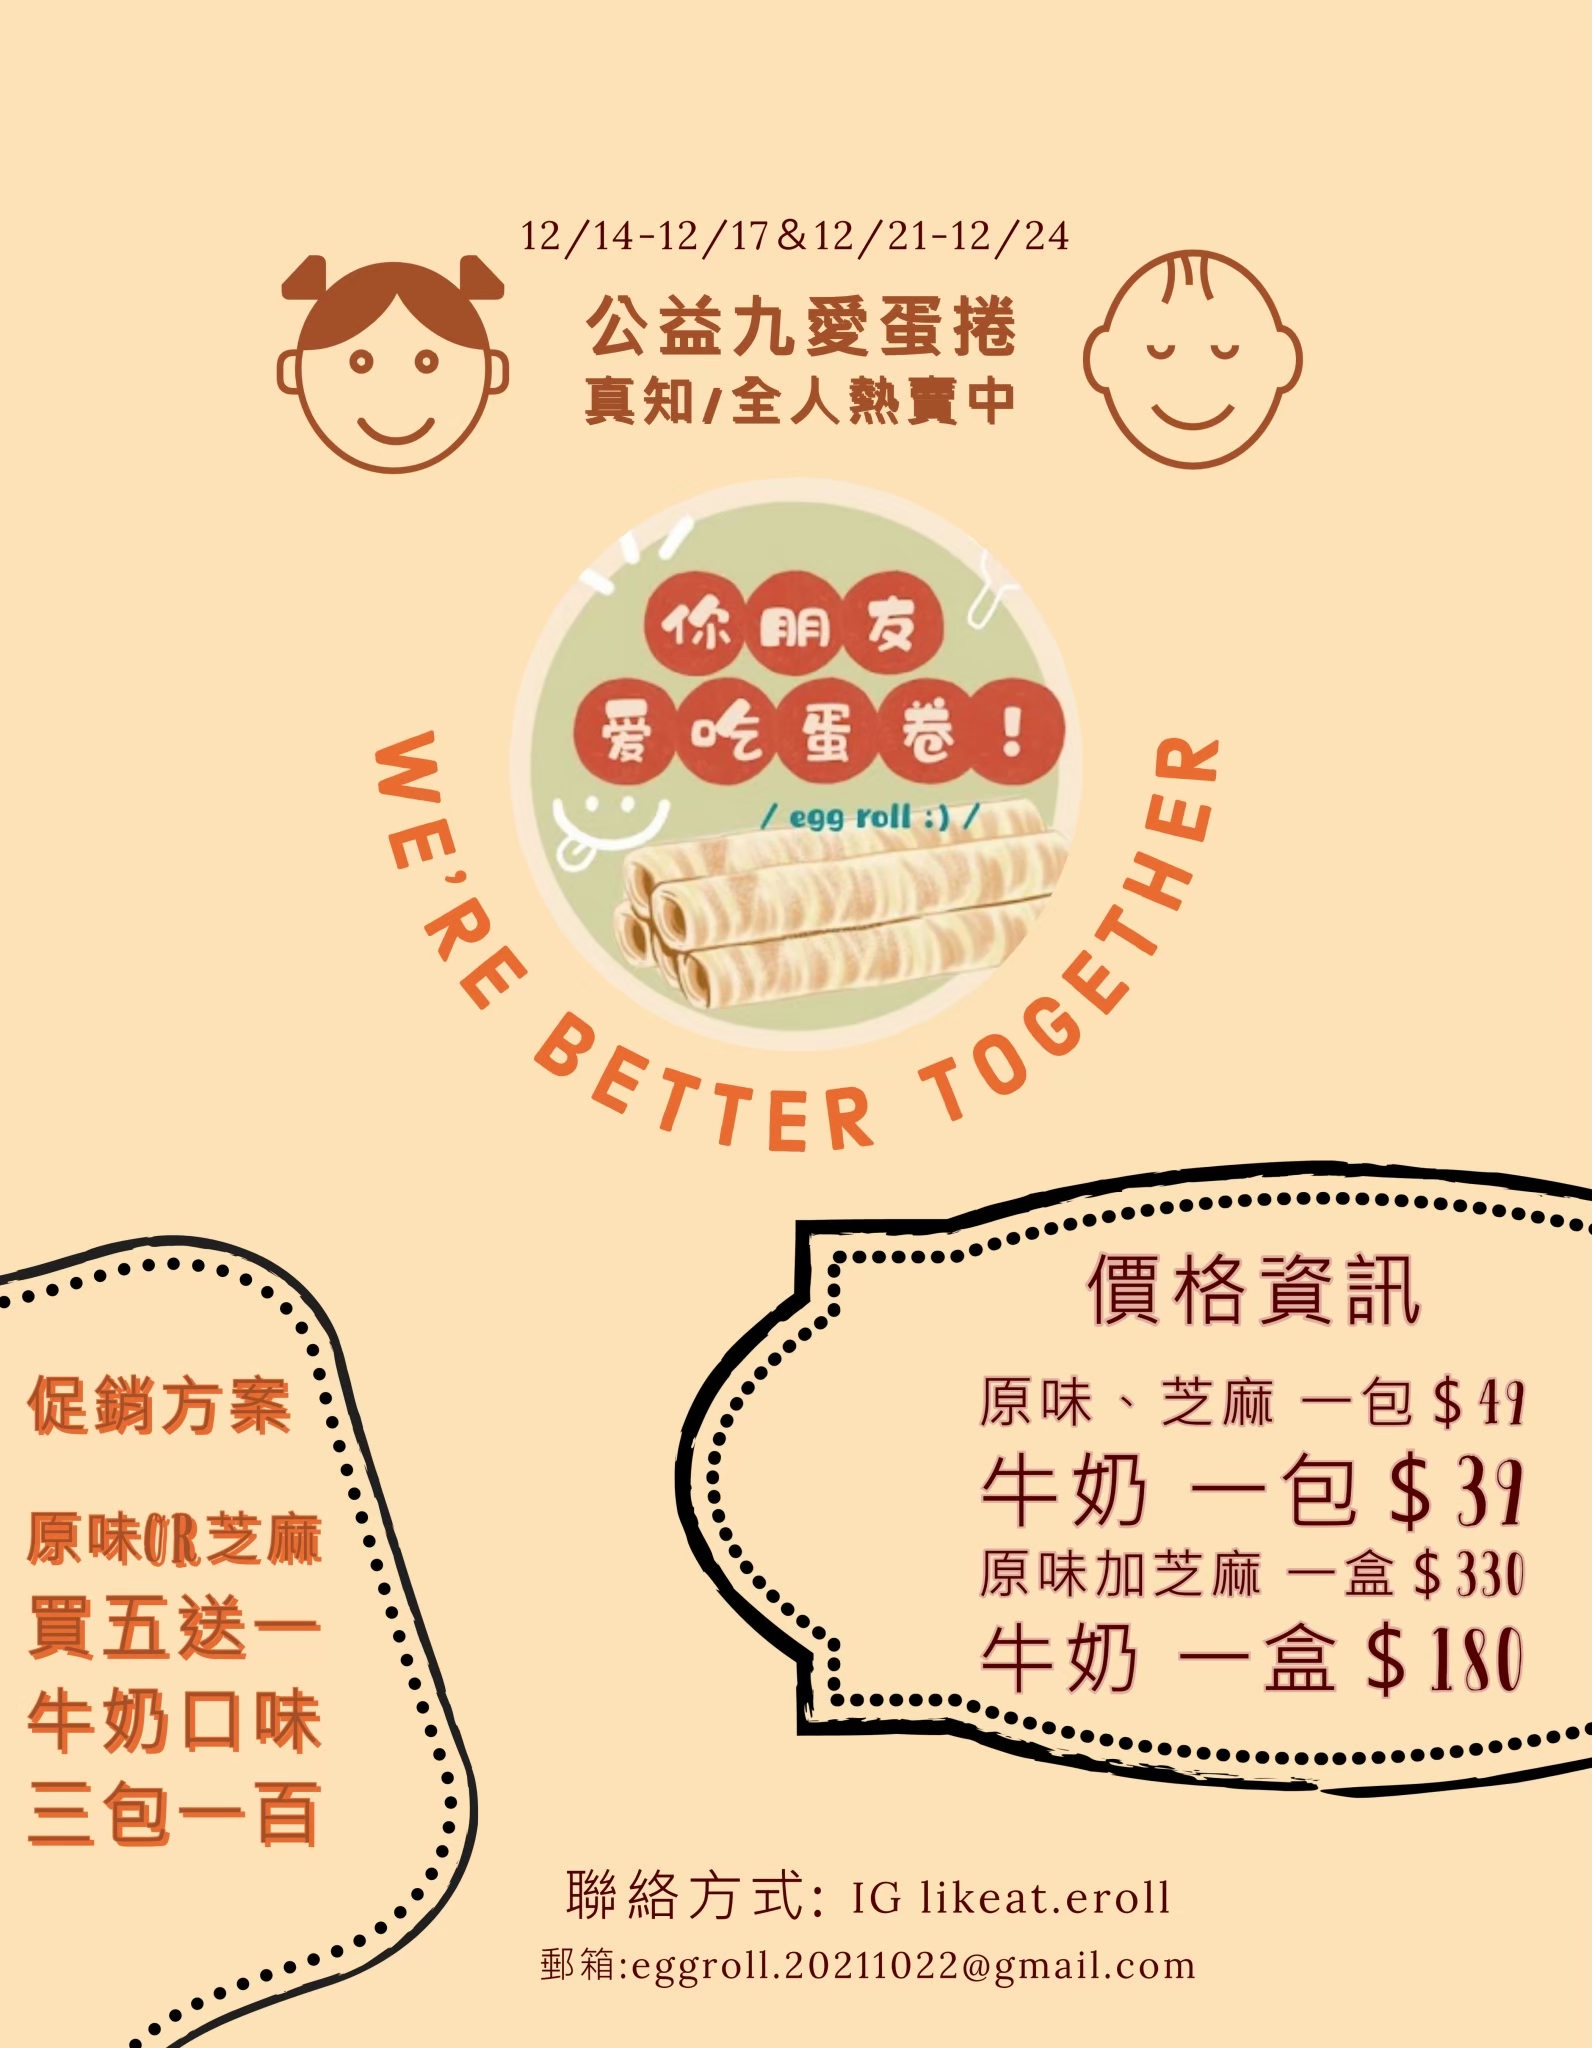 12/14-12/17&12/21-12/24
公益九愛蛋捲
真知/全人熱賣中
你朋友
爱吃蛋卷!
/ egg roll :) /
WE'RE BETTER TOGETHER
促銷方案
原味OR芝麻
買五送一
牛奶口味
三包一百
價格資訊
原味、芝麻 一包 $ 49
牛奶 一包 $ 39
原味加芝麻 一盒 $ 330
牛奶 一盒 $ 180
聯絡方式: IG likeat.eroll
郵箱:eggroll.20211022@gmail.com